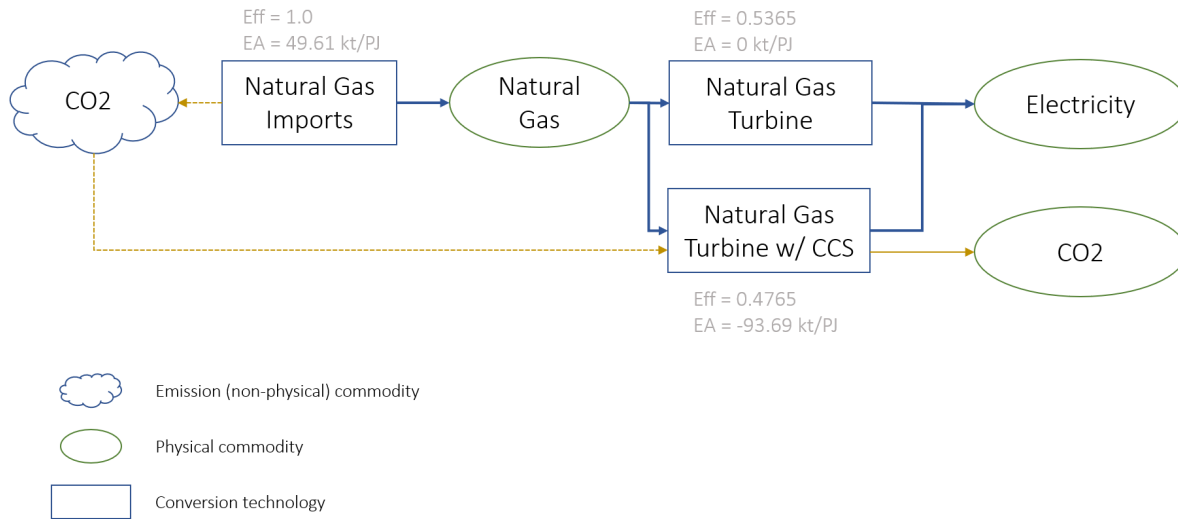 Eff = 1.0
EA = 49.61 kt/PJ
Eff = 0.5365
EA = 0 kt/PJ
CO2
Natural Gas
Imports
Natural
Gas
Natural Gas
Turbine
Electricity
Natural Gas
Turbine w/ CCS
CO2
Eff = 0.4765
EA = -93.69 kt/PJ
Emission (non-physical) commodity
Physical commodity
Conversion technology